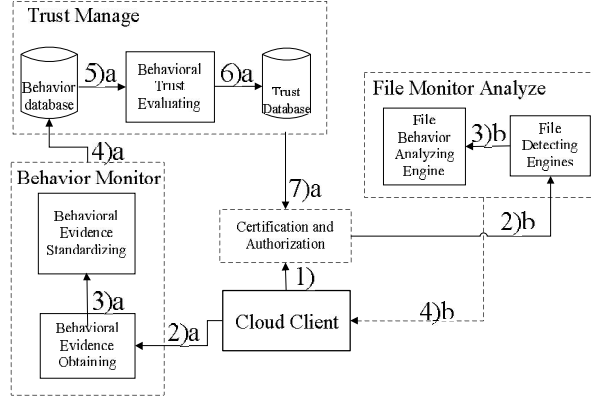 Trust Manage
Behavior
database
5)a
Behavioral
Trust
Evaluating
6)a
Trust
Database
File Monitor Analyze
File
Behavior
Analyzing
Engine
3)b
File
Detecting
Engines
4)a
Behavior Monitor
Behavioral
Evidence
Standardizing
3)a
Behavioral
Evidence
Obtaining
7)a
Certification and
Authorization
2)b
1)
Cloud Client
2)a
4)b